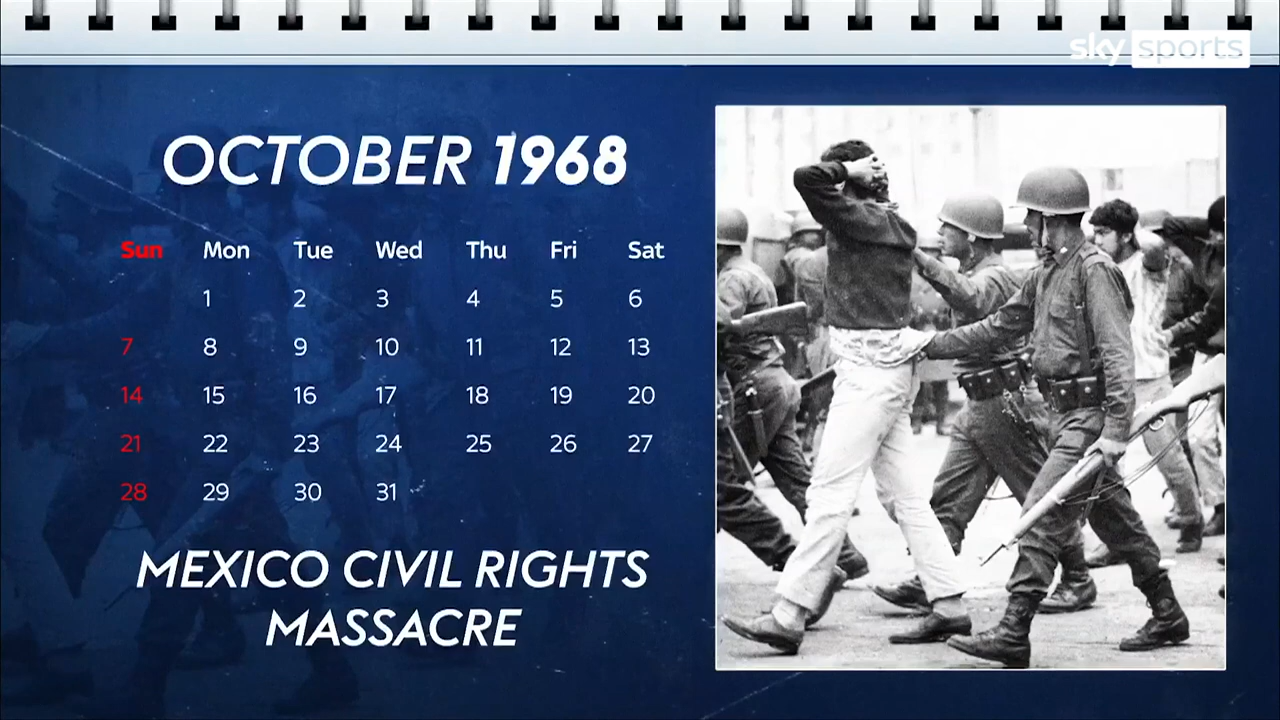 sky sports
OCTOBER 1968
Sun Mon Tue Wed Thu Fri Sat
1 2 3 4 5 6
7 8 9 10 11 12 13
14 15 16 17 18 19 20
21 22 23 24 25 26 27
28 29 30 31
MEXICO CIVIL RIGHTS
MASSACRE